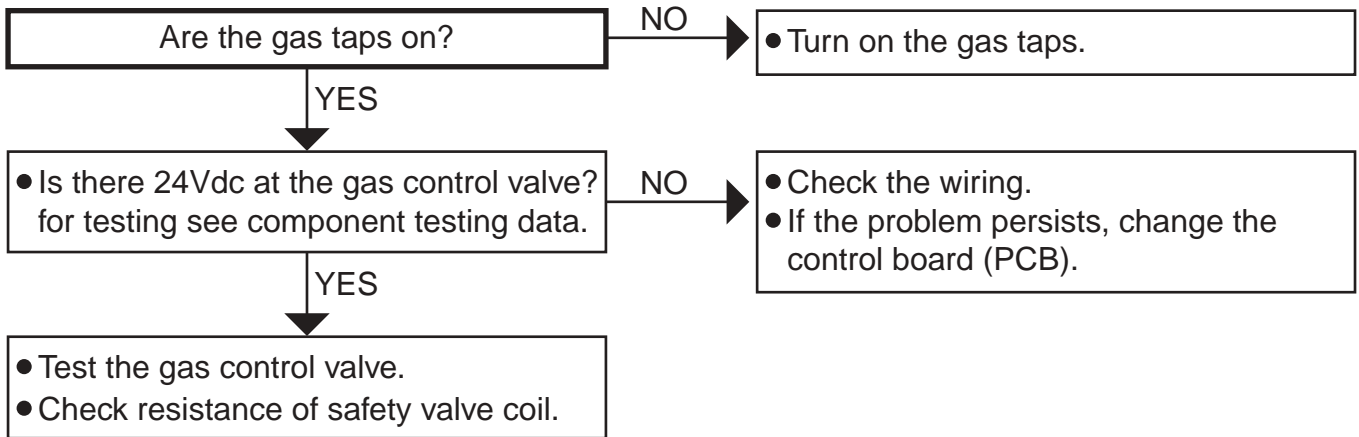 Are the gas taps on?
NO
● Turn on the gas taps.
YES
● Is there 24Vdc at the gas control valve?
for testing see component testing data.
NO
● Check the wiring.
● If the problem persists, change the
control board (PCB).
YES
● Test the gas control valve.
● Check resistance of safety valve coil.